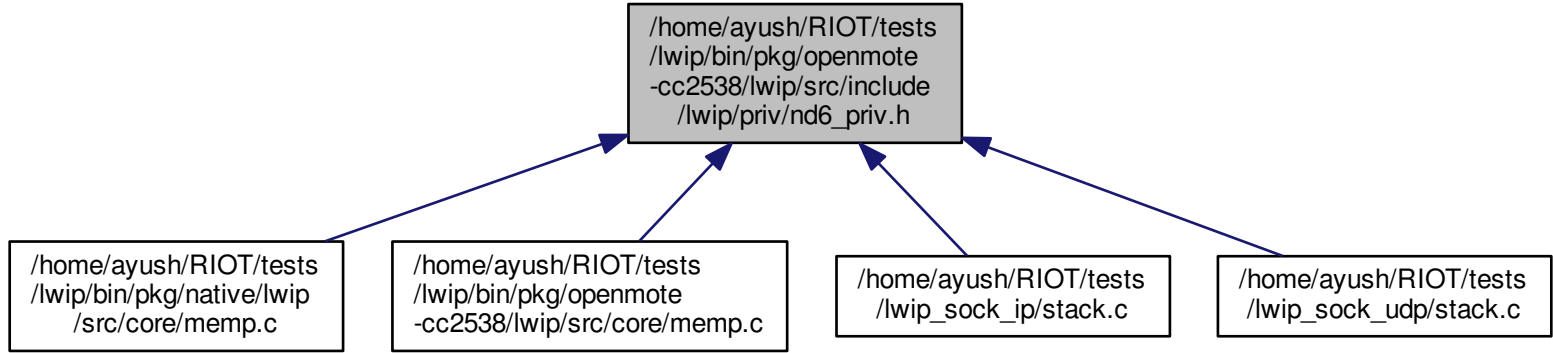 /home/ayush/RIOT/tests
/lwip/bin/pkg/openmote
-cc2538/lwip/src/include
/lwip/priv/nd6_priv.h
/home/ayush/RIOT/tests
/lwip/bin/pkg/native/lwip
/src/core/memp.c
/home/ayush/RIOT/tests
/lwip/bin/pkg/openmote
-cc2538/lwip/src/core/memp.c
/home/ayush/RIOT/tests
/lwip_sock_ip/stack.c
/home/ayush/RIOT/tests
/lwip_sock_udp/stack.c